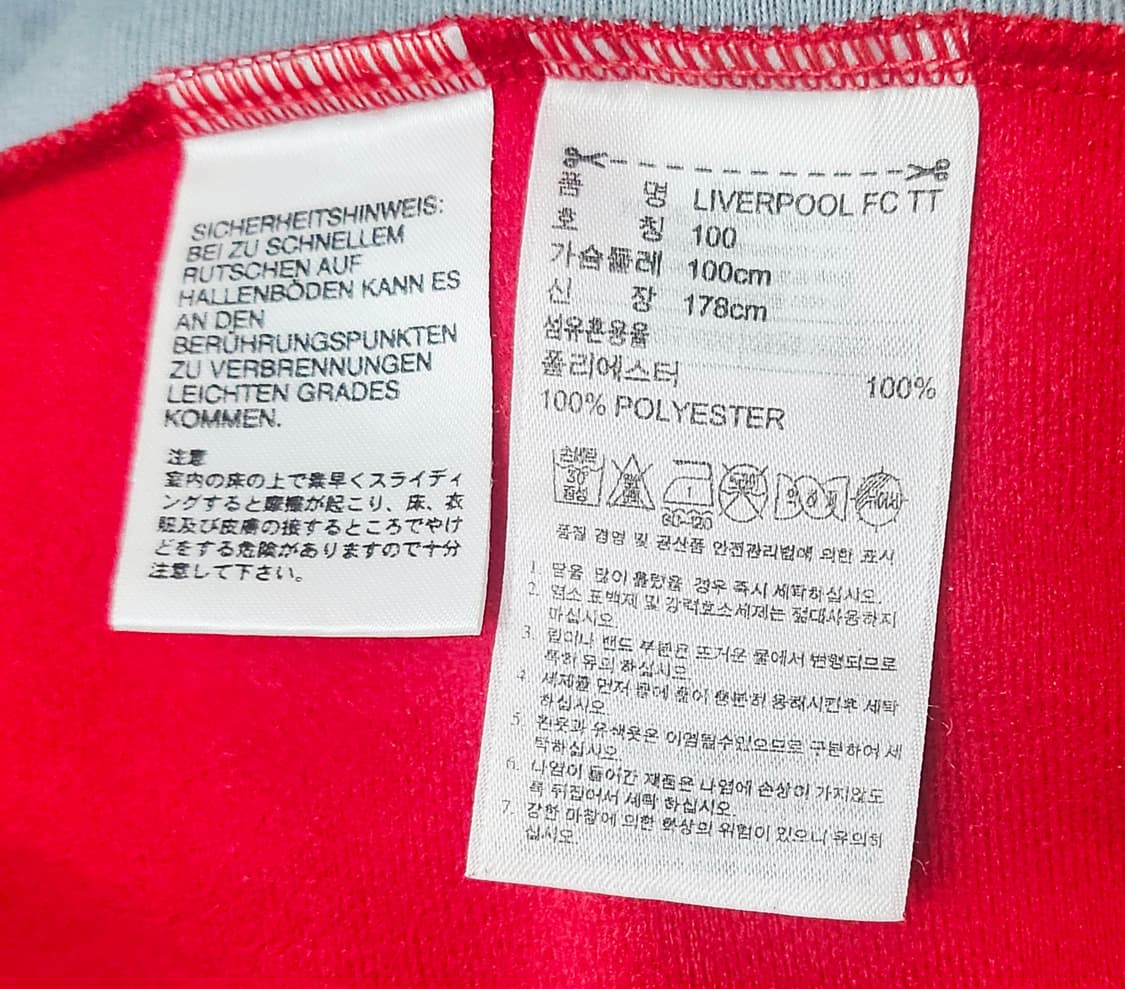 SICHERHEITSHINWEIS:
BEI ZU SCHNELLEM
RUTSCHEN AUF
HALLENBÖDEN KANN ES
AN DEN
BERÜHRUNGSPUNKTEN
ZU VERBRENNUNGEN
LEICHTEN GRADES
KOMMEN.
注意
室内の床の上で素早くスライディ
ングすると摩擦が起こり、床、衣
服及び皮膚の接するところでやけ
どをする危険がありますので十分
注意して下さい。
품 명 LIVERPOOL FC TT
호 칭 100
가슴둘레 100cm
신 장 178cm
섬유혼용율
폴리에스터 100%
100% POLYESTER
손세탁
30
중성
80-120
품질 경영 및 공산품 안전관리법에 의한 표시
1. 땀을 많이 흘렸을 경우 즉시 세탁하십시오.
2. 염소 표백제 및 강력효소세제는 절대사용하지
마십시오.
3. 립이나 밴드 부분은 뜨거운 물에서 변형되므로
특히 유의 하십시오.
4. 세제를 먼저 물에 풀어 충분히 용해시킨후 세탁
하십시오.
5. 흰옷과 유색옷은 이염될수있으므로 구분하여 세
탁하십시오.
6. 나염이 들어간 제품은 나염에 손상이 가지않도
록 뒤집어서 세탁 하십시오.
7. 강한 마찰에 의한 화상의 위험이 있으니 유의하
십시오.